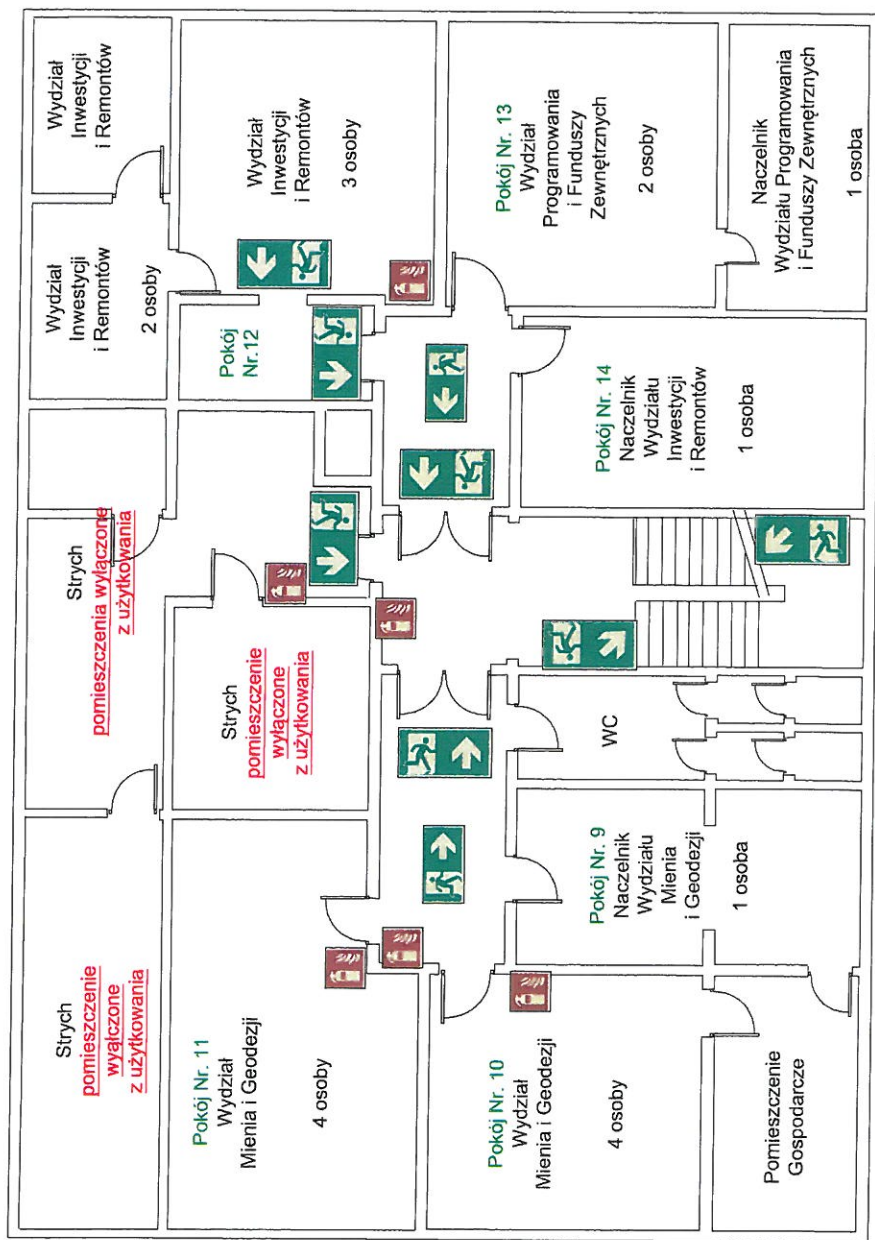 Strych
pomieszczenie
wyąłczone
z użytkowania
Strych
pomieszczenia wyłączone
z użytkowania
Wydział
Inwestycji
i Remontów
2 osoby
Wydział
Inwestycji
i Remontów
Pokój Nr. 11
Wydział
Mienia i Geodezji
4 osoby
Strych
pomieszczenie
wyłączone
z użytkowania
Pokój
Nr.12
Wydział
Inwestycji
i Remontów
3 osoby
Pokój Nr. 10
Wydział
Mienia i Geodezji
4 osoby
Pokój Nr. 9
Naczelnik
Wydziału
Mienia
i Geodezji
1 osoba
WC
Pokój Nr. 14
Naczelnik
Wydziału
Inwestycji
i Remontów
1 osoba
Pokój Nr. 13
Wydział
Programowania
i Funduszy
Zewnętrznych
2 osoby
Pomieszczenie
Gospodarcze
Naczelnik
Wydziału Programowania
i Funduszy Zewnętrznych
1 osoba